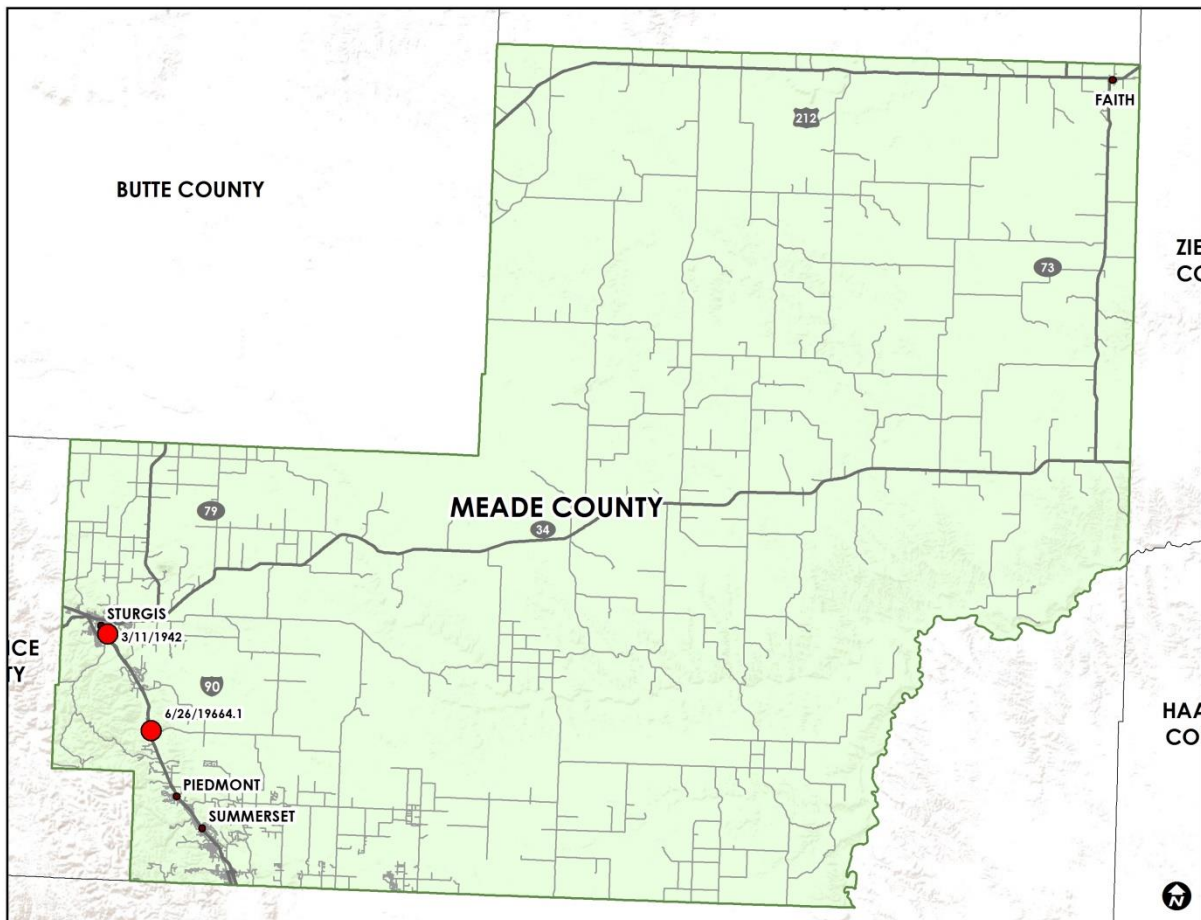 FAITH
212
BUTTE COUNTY
ZIE
CO
73
MEADE COUNTY
79
34
STURGIS
3/11/1942
ICE
TY
90
6/26/19664.1
HAA
CO
PIEDMONT
SUMMERSET
N